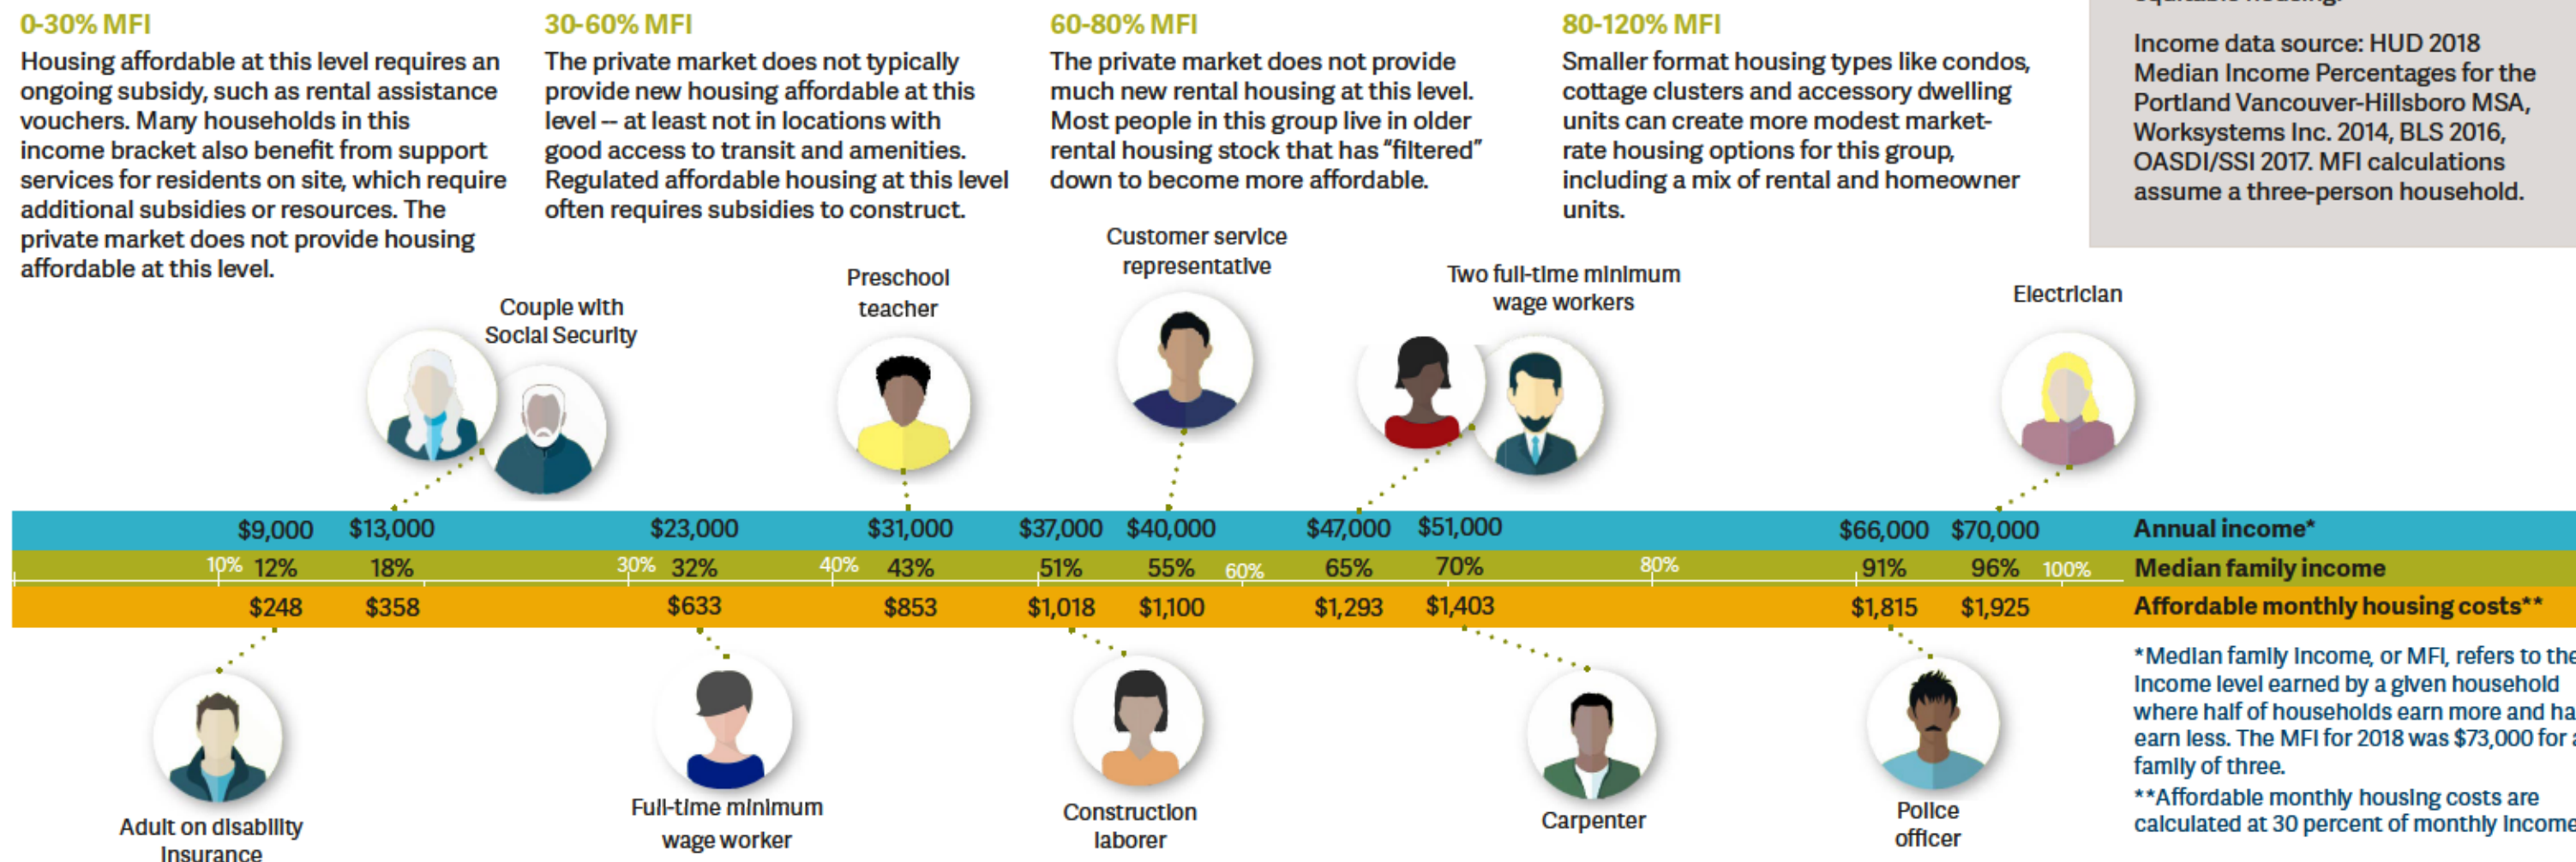 0-30% MFI
Housing affordable at this level requires an
ongoing subsidy, such as rental assistance
vouchers. Many households in this
income bracket also benefit from support
services for residents on site, which require
additional subsidies or resources. The
private market does not provide housing
affordable at this level.
30-60% MFI
The private market does not typically
provide new housing affordable at this
level -- at least not in locations with
good access to transit and amenities.
Regulated affordable housing at this level
often requires subsidies to construct.
60-80% MFI
The private market does not provide
much new rental housing at this level.
Most people in this group live in older
rental housing stock that has “filtered”
down to become more affordable.
80-120% MFI
Smaller format housing types like condos,
cottage clusters and accessory dwelling
units can create more modest market-
rate housing options for this group,
including a mix of rental and homeowner
units.
equitable housing.
Income data source: HUD 2018
Median Income Percentages for the
Portland Vancouver-Hillsboro MSA,
Worksystems Inc. 2014, BLS 2016,
OASDI/SSI 2017. MFI calculations
assume a three-person household.
Couple with
Social Security
Preschool
teacher
Customer service
representative
Two full-time minimum
wage workers
Electrician
$9,000 $13,000 $23,000 $31,000 $37,000 $40,000 $47,000 $51,000 $66,000 $70,000 Annual income*
10% 12% 18% 30% 32% 40% 43% 51% 55% 60% 65% 70% 80% 91% 96% 100% Median family income
$248 $358 $633 $853 $1,018 $1,100 $1,293 $1,403 $1,815 $1,925 Affordable monthly housing costs**
Adult on disability
Insurance
Full-time minimum
wage worker
Construction
laborer
Carpenter
Police
officer
*Median family Income, or MFI, refers to the
Income level earned by a given household
where half of households earn more and
earn less. The MFI for 2018 was $73,000 for
family of three.
**Affordable monthly housing costs are
calculated at 30 percent of monthly Income